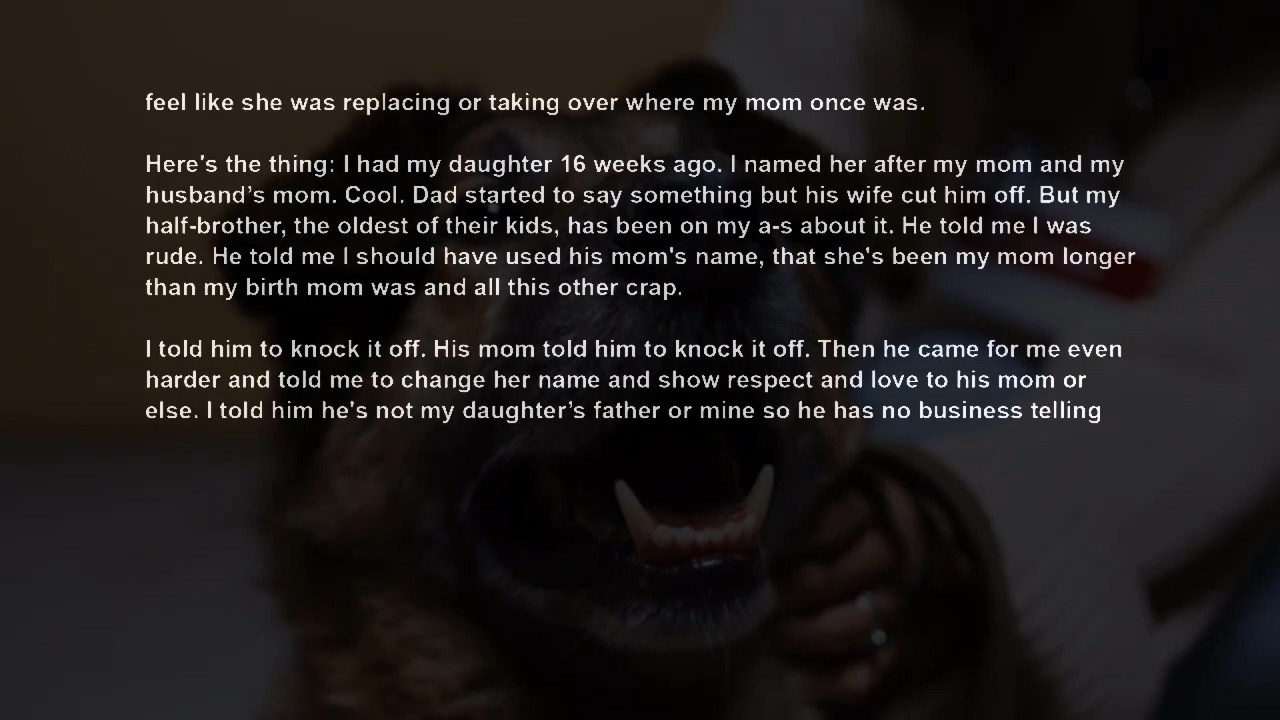 feel like she was replacing or taking over where my mom once was.
Here's the thing: I had my daughter 16 weeks ago. I named her after my mom and my
husband’s mom. Cool. Dad started to say something but his wife cut him off. But my
half-brother, the oldest of their kids, has been on my a-s about it. He told me I was
rude. He told me I should have used his mom's name, that she's been my mom longer
than my birth mom was and all this other crap.
I told him to knock it off. His mom told him to knock it off. Then he came for me even
harder and told me to change her name and show respect and love to his mom or
else. I told him he's not my daughter’s father or mine so he has no business telling